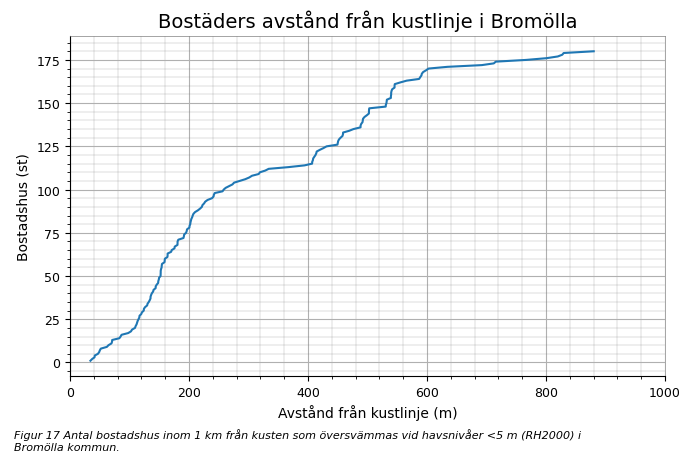 Bostäders avstånd från kustlinje i Bromölla
Bostadshus (st)
175
150
125
100
75
50
25
0
0 200 400 600 800 1000
Avstånd från kustlinje (m)
Figur 17 Antal bostadshus inom 1 km från kusten som översvämmas vid havsnivåer <5 m (RH2000) i
Bromölla kommun.